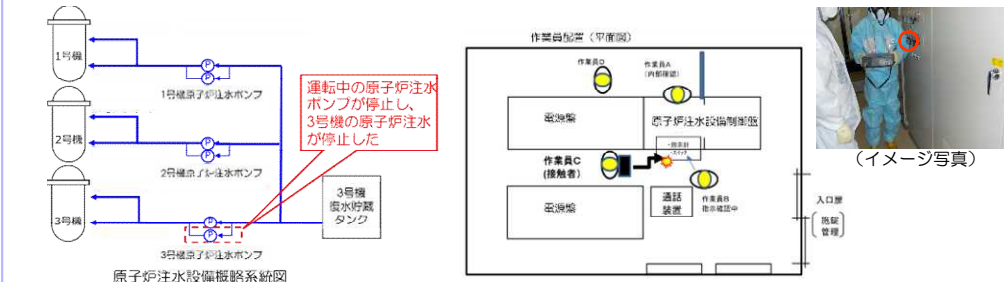 1号機
2号機
3号機
P
P
1号機原子炉注水ポンプ
P
P
2号機原子炉注水ポンプ
P
P
3号機原子炉注水ポンプ
運転中の原子炉注水
ポンプが停止し、
3号機の原子炉注水
が停止した
3号機
復水貯蔵
タンク
原子炉注水設備概略系統図
作業員配置(平面図)
作業員D
作業員A
(内部確認)
電源盤
原子炉注水設備制御盤
・スイッチ
作業員C
(接触者)
電源盤
通話
装置
作業員B
指示確認中
入口扉
施錠
管理
(イメージ写真)